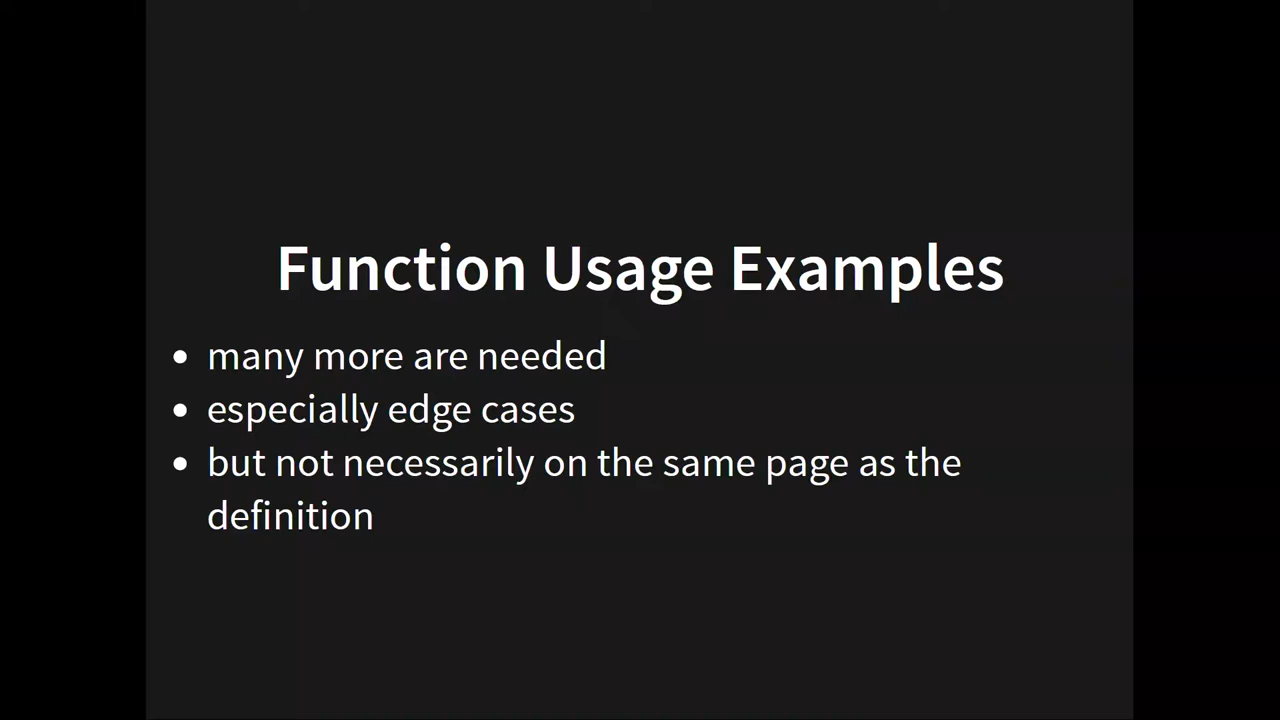 Function Usage Examples
• many more are needed
• especially edge cases
• but not necessarily on the same page as the
definition